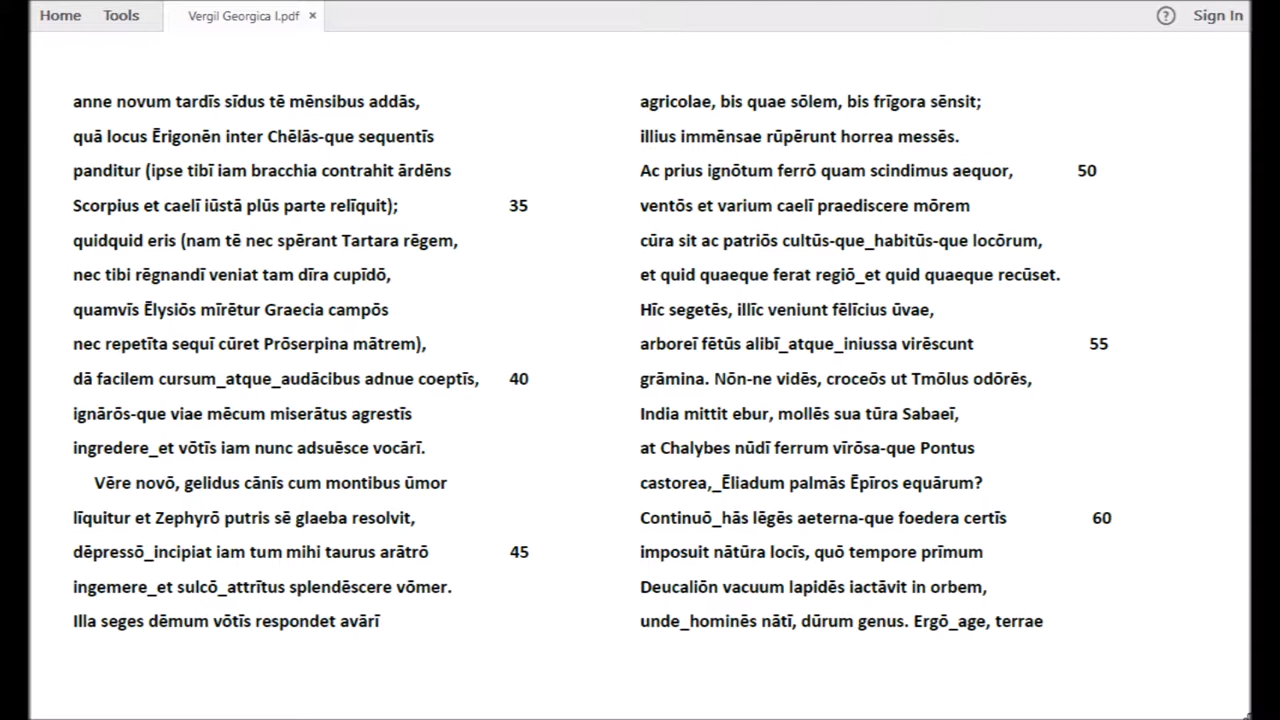 Home Tools Vergil Georgica I.pdf × ? Sign In
anne novum tardīs sīdus tē mēnsibus addās,
quā locus Ērigonēn inter Chēlās-que sequentīs
panditur (ipse tibī iam bracchia contrahit ārdēns
Scorpius et caelī iūstā plūs parte relīquit); 35
quidquid eris (nam tē nec spērant Tartara rēgem,
nec tibi rēgnandī veniat tam dīra cupīdō,
quamvīs Ēlysiōs mīrētur Graecia campōs
nec repetīta sequī cūret Prōserpina mātrem),
dā facilem cursum_atque_audācibus adnue coeptīs, 40
ignārōs-que viae mēcum miserātus agrestīs
ingredere_et vōtīs iam nunc adsuēsce vocārī.
Vēre novō, gelidus cānīs cum montibus ūmor
līquitur et Zephyrō putris sē glaeba resolvit,
dēpressō_incipiat iam tum mihi taurus arātrō 45
ingemere_et sulcō_attrītus splendēscere vōmer.
Illa seges dēmum vōtīs respondet avārī
agricolae, bis quae sōlem, bis frīgora sēnsit;
illius immēnsae rūpērunt horrea messēs.
Ac prius ignōtum ferrō quam scindimus aequor, 50
ventōs et varium caelī praediscere mōrem
cūra sit ac patriōs cultūs-que_habitūs-que locōrum,
et quid quaeque ferat regiō_et quid quaeque recūset.
Hīc segetēs, illīc veniunt fēlīcius ūvae,
arboreī fētūs alibī_atque_iniussa virēscunt 55
grāmina. Nōn-ne vidēs, croceōs ut Tmōlus odōrēs,
India mittit ebur, mollēs sua tūra Sabaeī,
at Chalybes nūdī ferrum vīrōsa-que Pontus
castorea,_Ēliadum palmās Ēpīros equārum?
Continuō_hās lēgēs aeterna-que foedera certīs 60
imposuit nātūra locīs, quō tempore prīmum
Deucaliōn vacuum lapidēs iactāvit in orbem,
unde_hominēs nātī, dūrum genus. Ergō_age, terrae